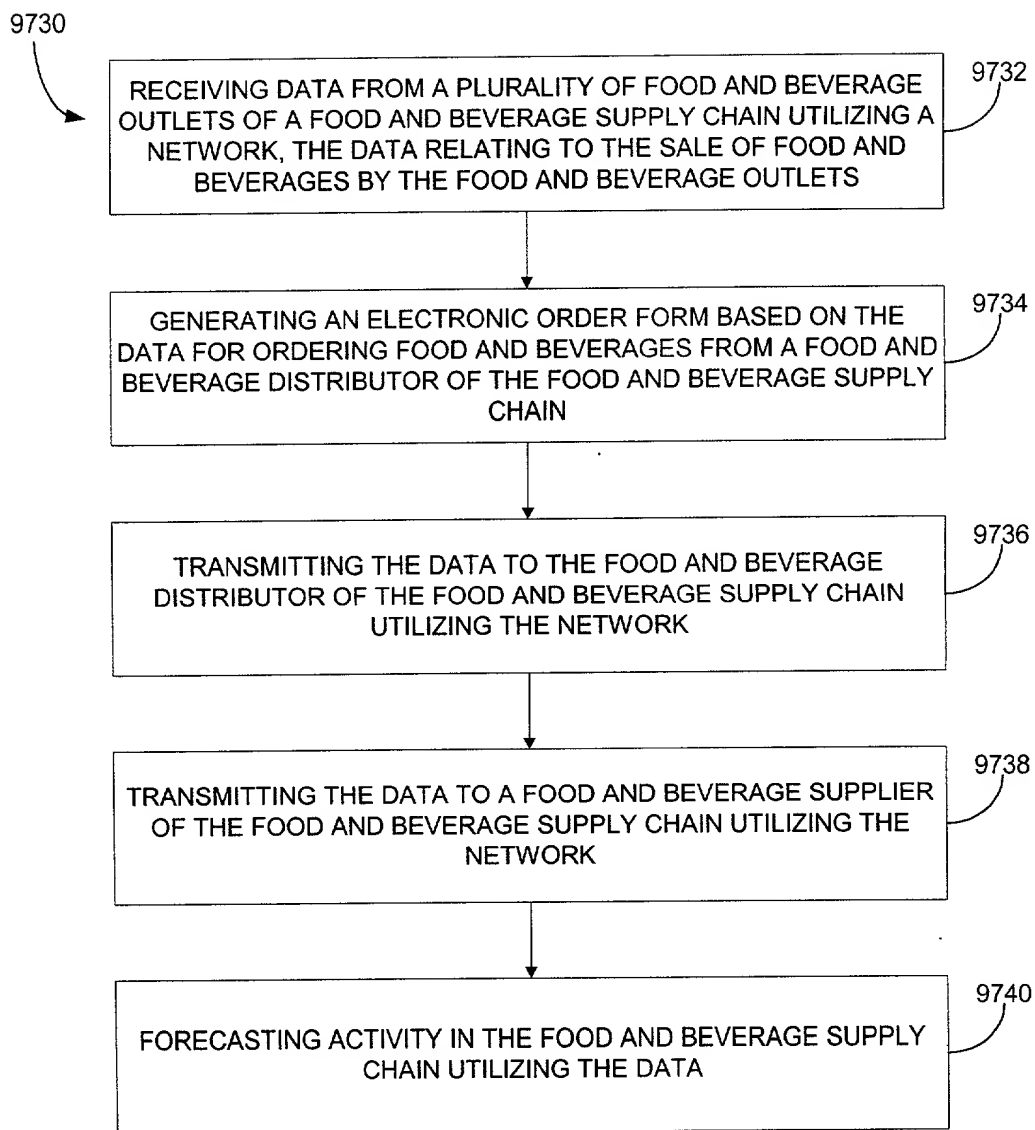 9730
9732
RECEIVING DATA FROM A PLURALITY OF FOOD AND BEVERAGE
OUTLETS OF A FOOD AND BEVERAGE SUPPLY CHAIN UTILIZING A
NETWORK, THE DATA RELATING TO THE SALE OF FOOD AND
BEVERAGES BY THE FOOD AND BEVERAGE OUTLETS
9734
GENERATING AN ELECTRONIC ORDER FORM BASED ON THE
DATA FOR ORDERING FOOD AND BEVERAGES FROM A FOOD AND
BEVERAGE DISTRIBUTOR OF THE FOOD AND BEVERAGE SUPPLY
CHAIN
9736
TRANSMITTING THE DATA TO THE FOOD AND BEVERAGE
DISTRIBUTOR OF THE FOOD AND BEVERAGE SUPPLY CHAIN
UTILIZING THE NETWORK
9738
TRANSMITTING THE DATA TO A FOOD AND BEVERAGE SUPPLIER
OF THE FOOD AND BEVERAGE SUPPLY CHAIN UTILIZING THE
NETWORK
9740
FORECASTING ACTIVITY IN THE FOOD AND BEVERAGE SUPPLY
CHAIN UTILIZING THE DATA